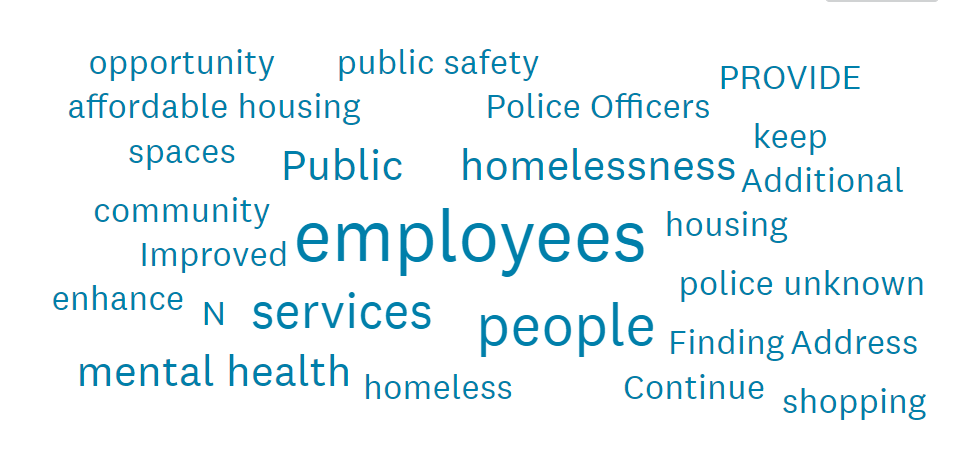 opportunity public safety PROVIDE
affordable housing Police Officers
keep
spaces Public homelessness Additional
community employees housing
Improved
enhance N services police unknown
people Finding Address
mental health homeless Continue shopping